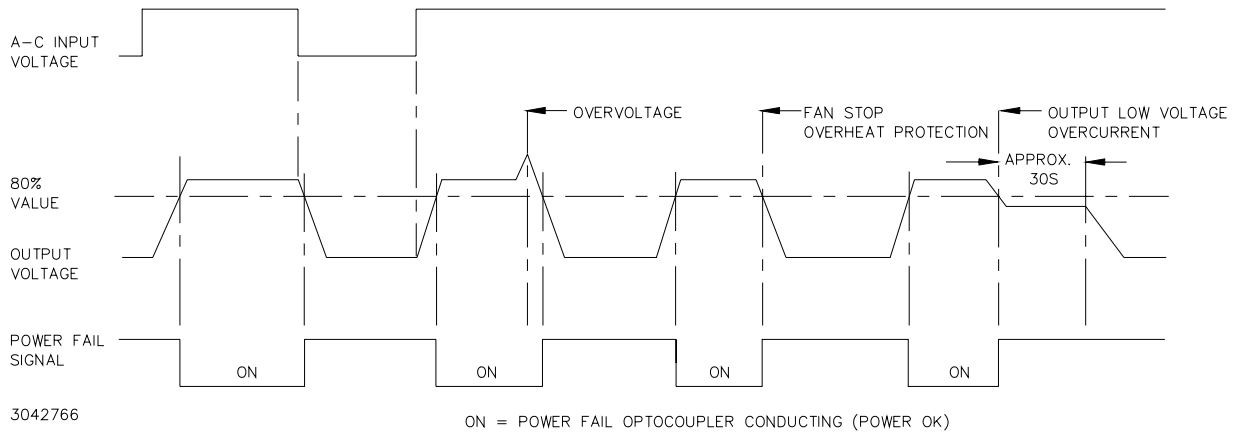 A-C INPUT
VOLTAGE
OVERVOLTAGE
FAN STOP
OVERHEAT PROTECTION
OUTPUT LOW VOLTAGE
OVERCURRENT
APPROX.
30S
80%
VALUE
OUTPUT
VOLTAGE
POWER FAIL
SIGNAL
ON
ON
ON
ON
3042766
ON = POWER FAIL OPTOCOUPLER CONDUCTING (POWER OK)